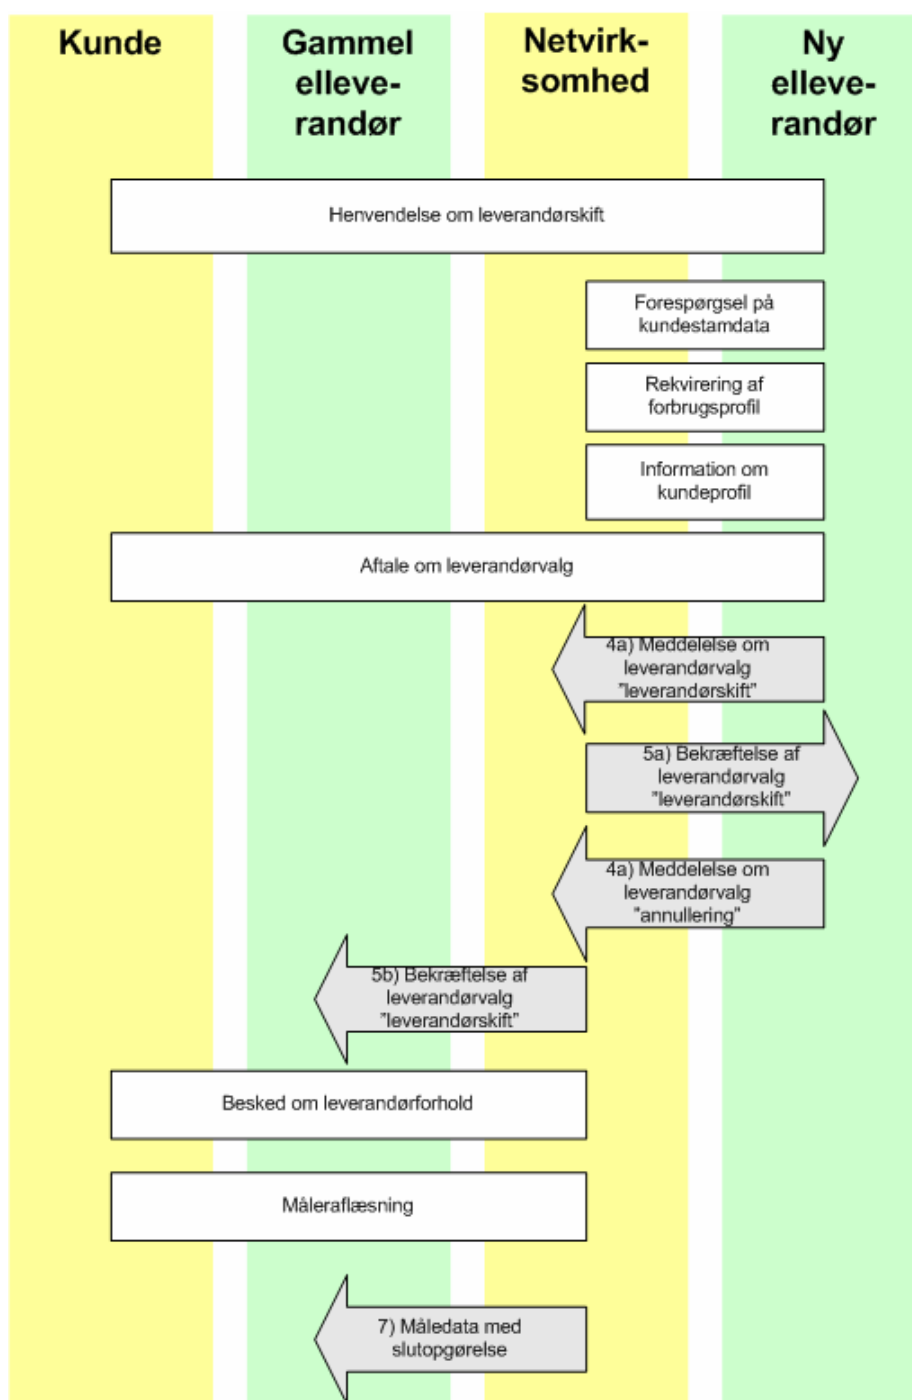 Kunde
Gammel
elleve-
randør
Netvirk-
somhed
Ny
elleve-
randør
Henvendelse om leverandørskift
Forespørgsel på
kundestamdata
Rekvirering af
forbrugsprofil
Information om
kundeprofil
Aftale om leverandørvalg
4a) Meddelelse om
leverandørvalg
"leverandørskift"
5a) Bekræftelse af
leverandørvalg
"leverandørskift"
4a) Meddelelse om
leverandørvalg
"annullering"
5b) Bekræftelse af
leverandørvalg
"leverandørskift"
Besked om leverandørforhold
Måleraflæsning
7) Måledata med
slutopgørelse